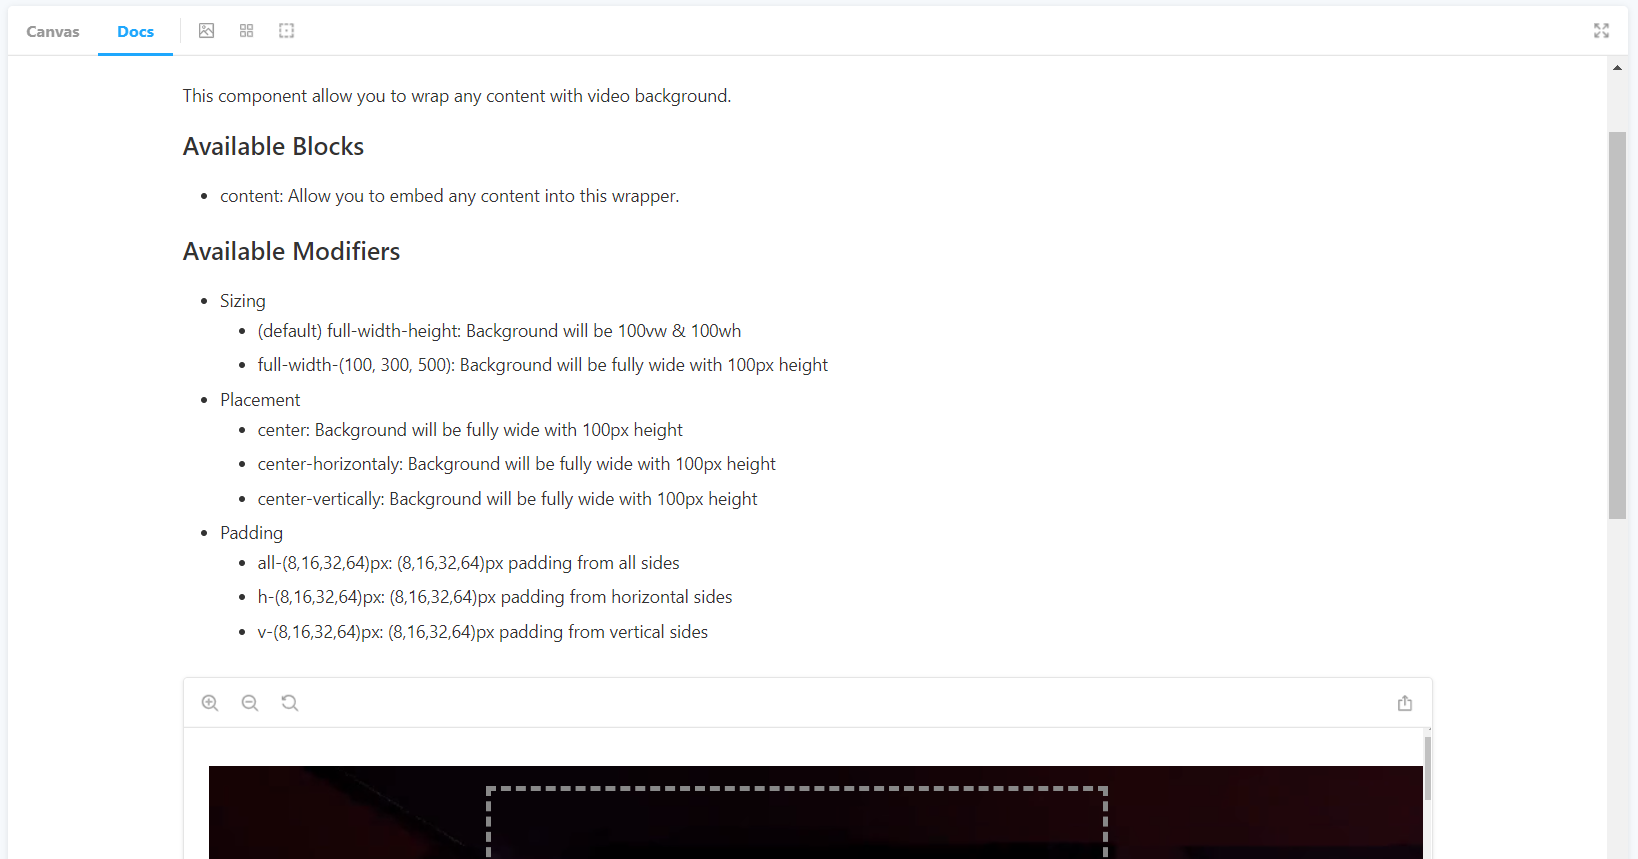 Canvas Docs
This component allow you to wrap any content with video background.
Available Blocks
content: Allow you to embed any content into this wrapper.
Available Modifiers
Sizing
(default) full-width-height: Background will be 100vw & 100wh
full-width-(100, 300, 500): Background will be fully wide with 100px height
Placement
center: Background will be fully wide with 100px height
center-horizontaly: Background will be fully wide with 100px height
center-vertically: Background will be fully wide with 100px height
Padding
all-(8,16,32,64)px: (8,16,32,64)px padding from all sides
h-(8,16,32,64)px: (8,16,32,64)px padding from horizontal sides
v-(8,16,32,64)px: (8,16,32,64)px padding from vertical sides